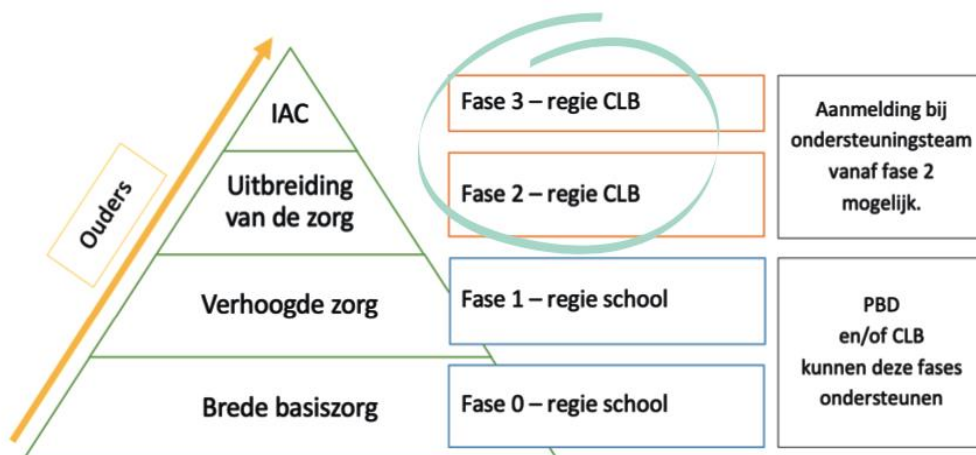 Ouders
IAC
Uitbreiding
van de zorg
Verhoogde zorg
Brede basiszorg
Fase 3 – regie CLB
Fase 2 – regie CLB
Fase 1 – regie school
Fase 0 – regie school
Aanmelding bij
ondersteuningsteam
vanaf fase 2
mogelijk.
PBD
en/of CLB
kunnen deze fases
ondersteunen